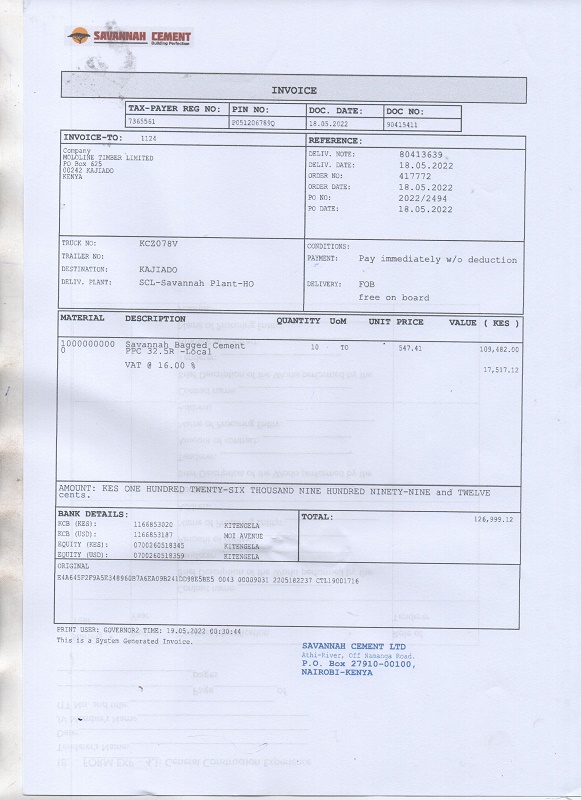 SAVANNAH CEMENT
Building Perfection
INVOICE
TAX-PAYER REG NO: PIN NO: DOC. DATE: DOC NO:
7365561 P051206785Q 18.05.2022 90415411
INVOICE-TO: 1124
Company
MOLOLINE TIMBER LIMITED
PO Box 625
00242 KAJIADO
KENYA
REFERENCE:
DELIV. NOTE: 80413639
DELIV. DATE: 18.05.2022
ORDER NO: 417772
ORDER DATE: 18.05.2022
PO NO: 2022/2494
PO DATE: 18.05.2022
TRUCK NO: KCZ078V
TRAILER NO:
DESTINATION: KAJIADO
DELIV. PLANT: SCL-Savannah Plant-HO
CONDITIONS:
PAYMENT: Pay immediately w/o deduction
DELIVERY: FOB
free on board
MATERIAL DESCRIPTION QUANTITY UoM UNIT PRICE VALUE ( KES )
1000000000 Savannah Bagged Cement 10 TO 547.41 109,482.00
0 PPC 32.5R -Local
VAT @ 16.00 % 17,517.12
AMOUNT: KES ONE HUNDRED TWENTY-SIX THOUSAND NINE HUNDRED NINETY-NINE and TWELVE
cents.
BANK DETAILS:
KCB (KES): 1166853020 KITENGELA
KCB (USD): 1166853187 MOI AVENUE
EQUITY (KES): 0700260518345 KITENGELA
EQUITY (USD): 0700260518359 KITENGELA
TOTAL: 126,999.12
ORIGINAL
0043 00009031 2205182237 CTL19001716
PRINT USER: GOVERNOR2 TIME: 19.05.2022 00:30:44
This is a System Generated Invoice.
SAVANNAH CEMENT LTD
Athi-River, Off Namanga Road.
P.O. Box 27910-00100,
NAIROBI-KENYA